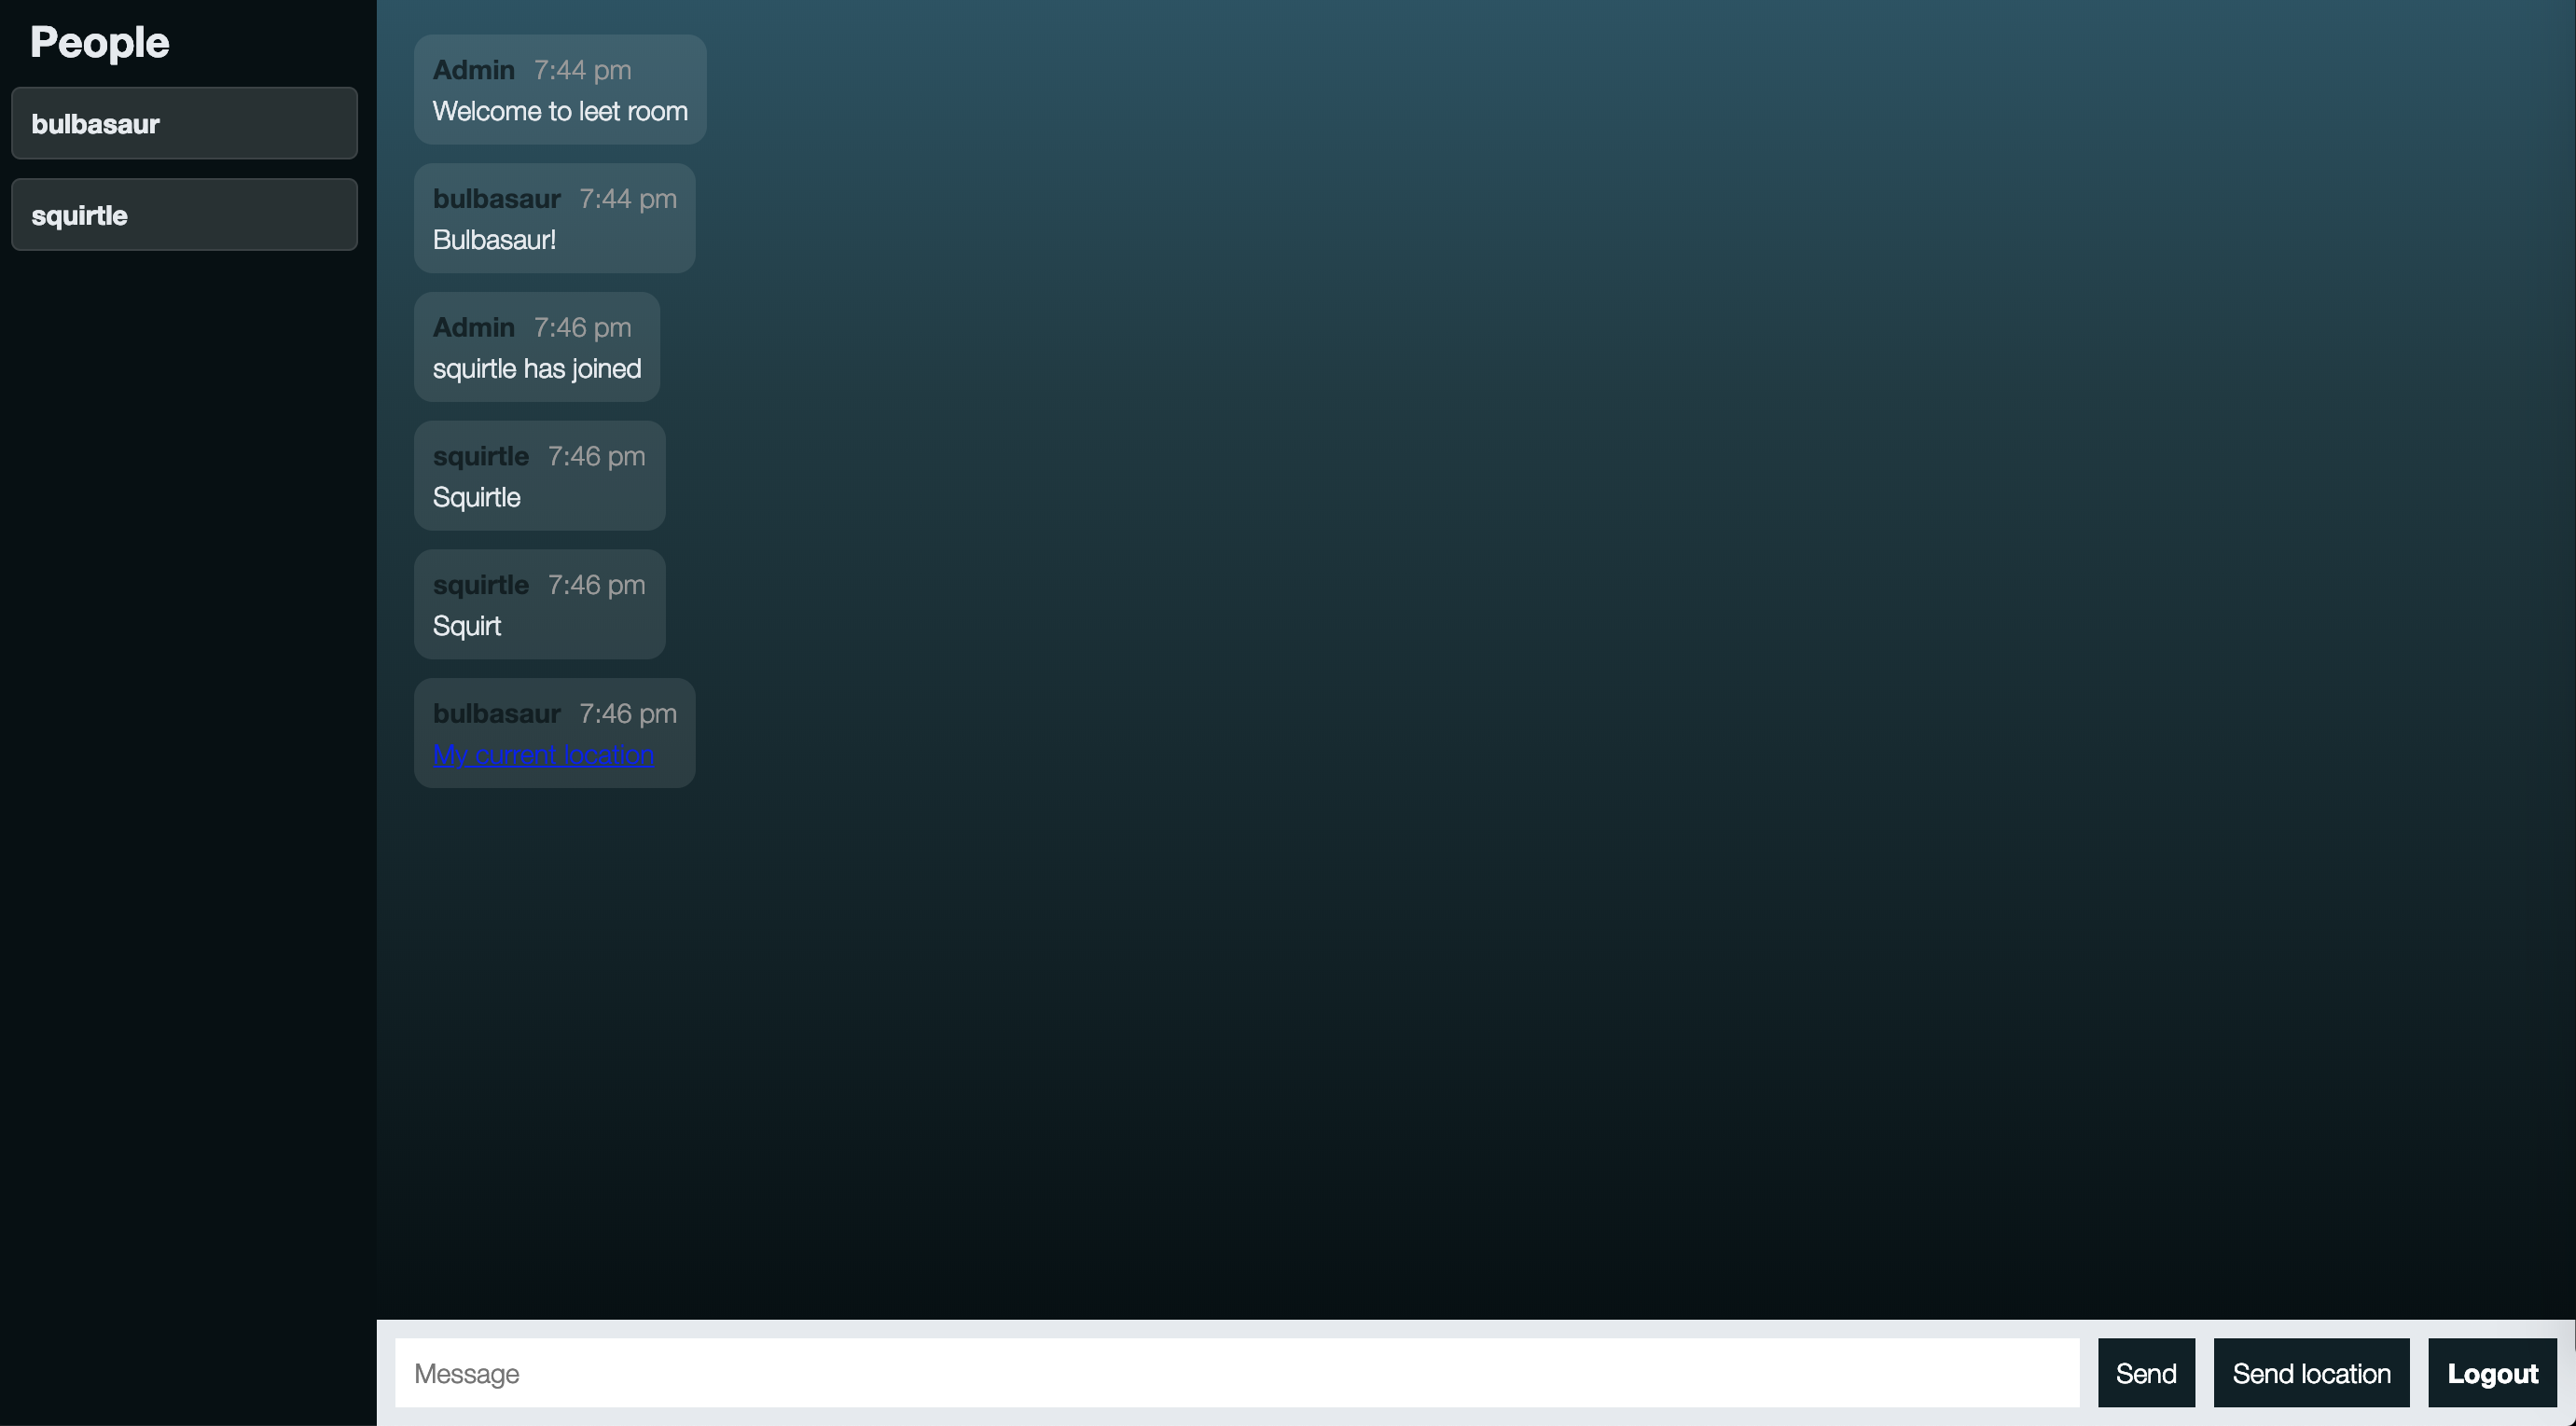 People
bulbasaur
squirtle
Admin 7:44 pm
Welcome to leet room
bulbasaur 7:44 pm
Bulbasaur!
Admin 7:46 pm
squirtle has joined
squirtle 7:46 pm
Squirtle
squirtle 7:46 pm
Squirt
bulbasaur 7:46 pm
My current location
Message
Send
Send location
Logout